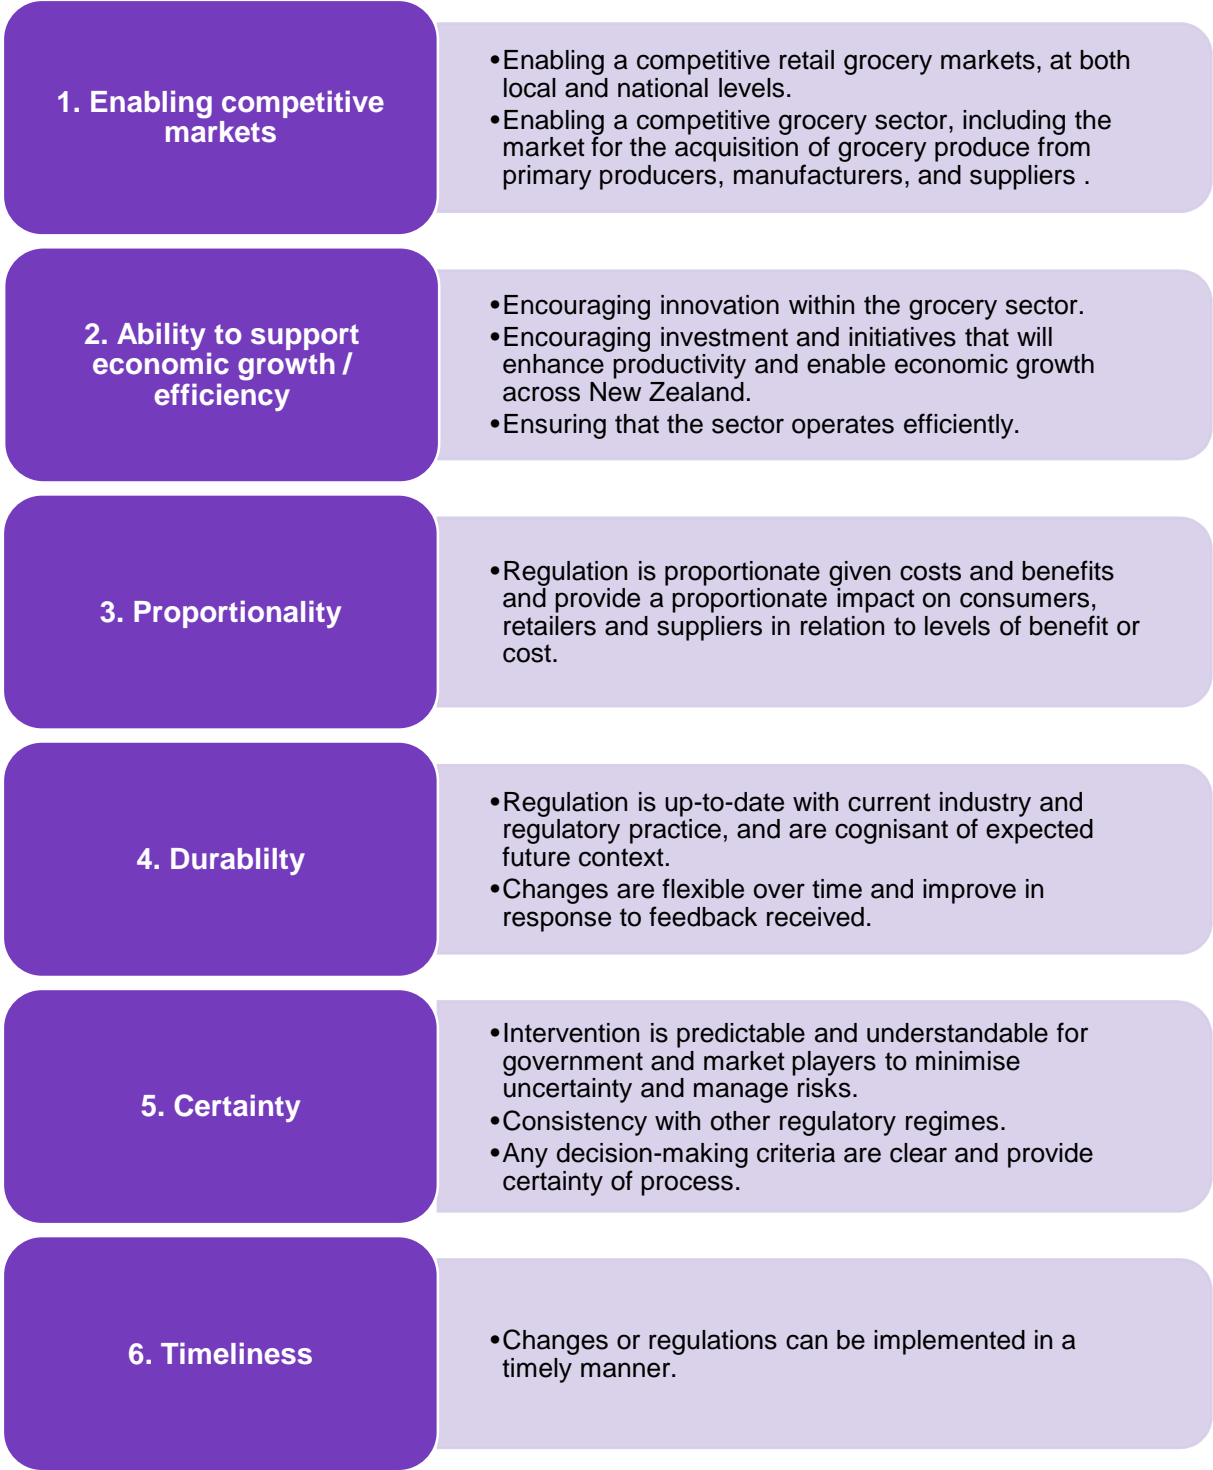 1. Enabling competitive
markets
•Enabling a competitive retail grocery markets, at both
local and national levels.
•Enabling a competitive grocery sector, including the
market for the acquisition of grocery produce from
primary producers, manufacturers, and suppliers .
2. Ability to support
economic growth /
efficiency
•Encouraging innovation within the grocery sector.
•Encouraging investment and initiatives that will
enhance productivity and enable economic growth
across New Zealand.
•Ensuring that the sector operates efficiently.
3. Proportionality
•Regulation is proportionate given costs and benefits
and provide a proportionate impact on consumers,
retailers and suppliers in relation to levels of benefit or
cost.
4. Durablilty
•Regulation is up-to-date with current industry and
regulatory practice, and are cognisant of expected
future context.
•Changes are flexible over time and improve in
response to feedback received.
5. Certainty
•Intervention is predictable and understandable for
government and market players to minimise
uncertainty and manage risks.
•Consistency with other regulatory regimes.
•Any decision-making criteria are clear and provide
certainty of process.
6. Timeliness
•Changes or regulations can be implemented in a
timely manner.